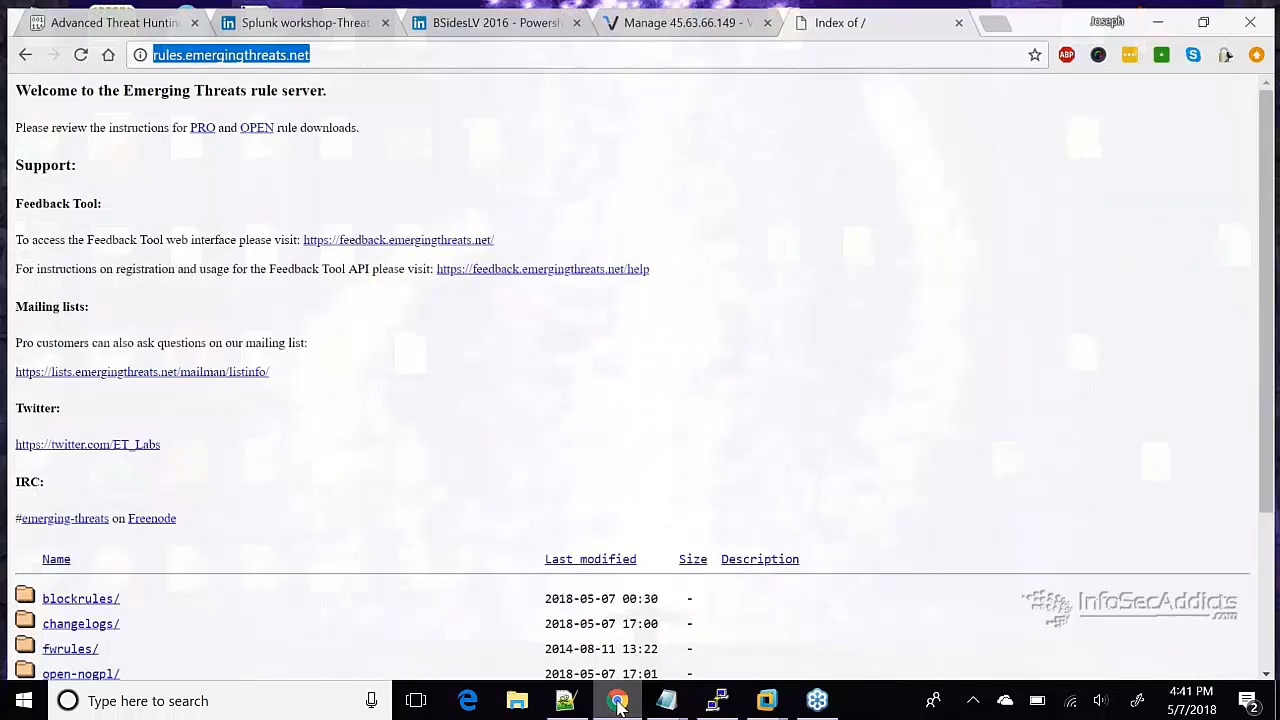 Advanced Threat Huntin
Splunk workshop-Threat
BSidesLV 2016 - Powersh
Manage 45.63.66.149 - V
Index of /
Joseph
rules.emergingthreats.net
ABP
Welcome to the Emerging Threats rule server.
Please review the instructions for PRO and OPEN rule downloads.
Support:
Feedback Tool:
To access the Feedback Tool web interface please visit: https://feedback.emergingthreats.net/
For instructions on registration and usage for the Feedback Tool API please visit: https://feedback.emergingthreats.net/help
Mailing lists:
Pro customers can also ask questions on our mailing list:
https://lists.emergingthreats.net/mailman/listinfo/
Twitter:
https://twitter.com/ET_Labs
IRC:
#emerging-threats on Freenode
Name Last modified Size Description
blockrules/ 2018-05-07 00:30 -
changelogs/ 2018-05-07 17:00 -
fwrules/ 2014-08-11 13:22 -
open-nogpl/ 2018-05-07 17:01 -
InfoSecAddicts
.com
Type here to search
4:41 PM
5/7/2018
2